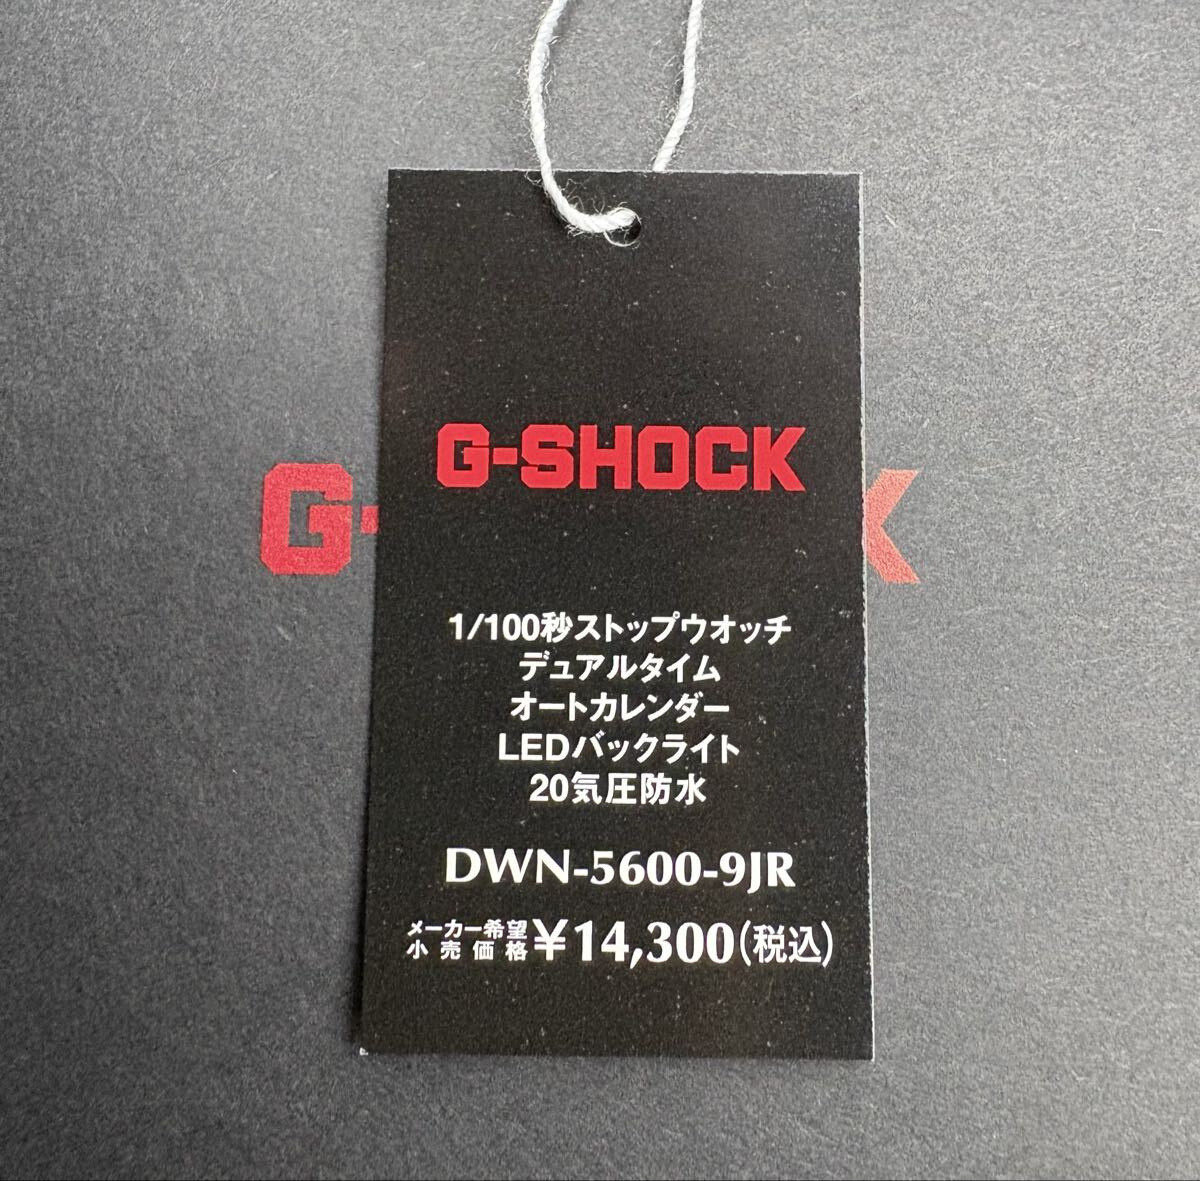 G-SHOCK
G- K
1/100秒ストップウオッチ
デュアルタイム
オートカレンダー
LEDバックライト
20気圧防水
DWN-5600-9JR
メーカー希望
小売価格 ¥14,300(税込)